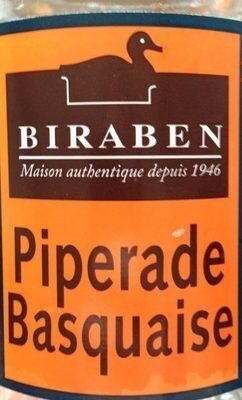 BIRABEN
Maison authentique depuis 1946
Piperade
Basquaise